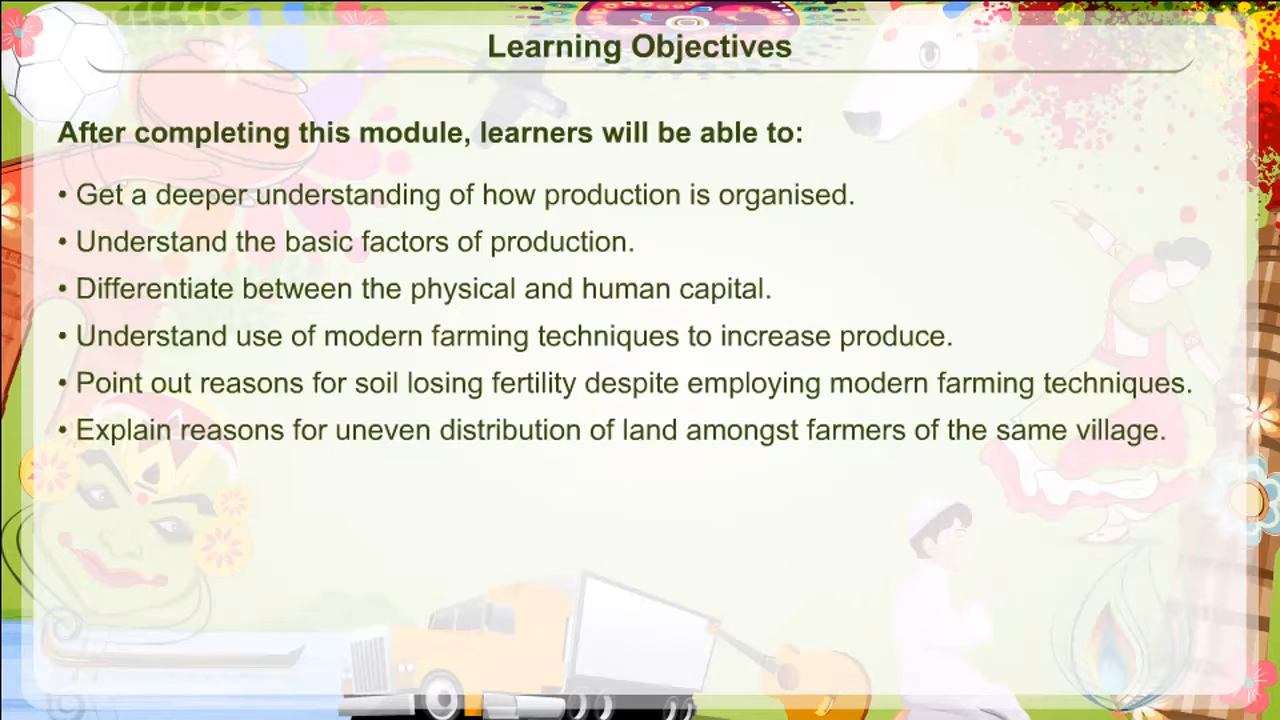 Learning Objectives
After completing this module, learners will be able to:
• Get a deeper understanding of how production is organised.
• Understand the basic factors of production.
• Differentiate between the physical and human capital.
• Understand use of modern farming techniques to increase produce.
• Point out reasons for soil losing fertility despite employing modern farming techniques.
• Explain reasons for uneven distribution of land amongst farmers of the same village.